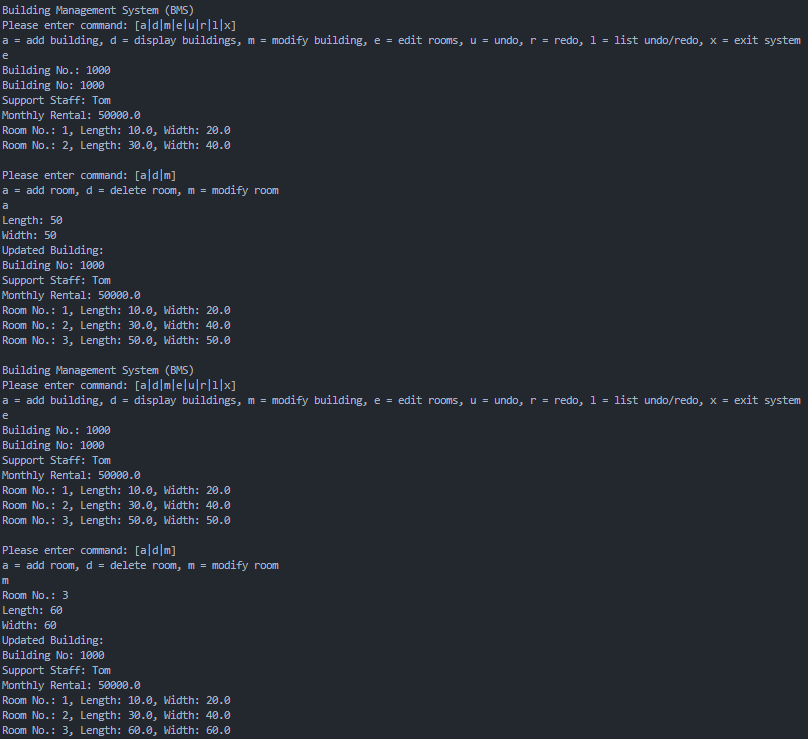 Building Management System (BMS)
Please enter command: [a|d|m|e|u|r|l|x]
a = add building, d = display buildings, m = modify building, e = edit rooms, u = undo, r = redo, l = list undo/redo, x = exit system
e
Building No.: 1000
Building No: 1000
Support Staff: Tom
Monthly Rental: 50000.0
Room No.: 1, Length: 10.0, Width: 20.0
Room No.: 2, Length: 30.0, Width: 40.0
Please enter command: [a|d|m]
a = add room, d = delete room, m = modify room
a
Length: 50
Width: 50
Updated Building:
Building No: 1000
Support Staff: Tom
Monthly Rental: 50000.0
Room No.: 1, Length: 10.0, Width: 20.0
Room No.: 2, Length: 30.0, Width: 40.0
Room No.: 3, Length: 50.0, Width: 50.0
Building Management System (BMS)
Please enter command: [a|d|m|e|u|r|l|x]
a = add building, d = display buildings, m = modify building, e = edit rooms, u = undo, r = redo, l = list undo/redo, x = exit system
e
Building No.: 1000
Building No: 1000
Support Staff: Tom
Monthly Rental: 50000.0
Room No.: 1, Length: 10.0, Width: 20.0
Room No.: 2, Length: 30.0, Width: 40.0
Room No.: 3, Length: 50.0, Width: 50.0
Please enter command: [a|d|m]
a = add room, d = delete room, m = modify room
m
Room No.: 3
Length: 60
Width: 60
Updated Building:
Building No: 1000
Support Staff: Tom
Monthly Rental: 50000.0
Room No.: 1, Length: 10.0, Width: 20.0
Room No.: 2, Length: 30.0, Width: 40.0
Room No.: 3, Length: 60.0, Width: 60.0